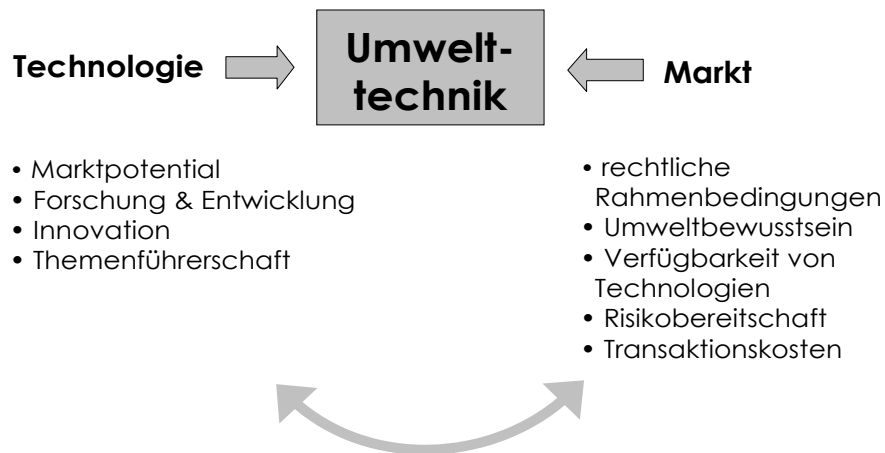 Technologie
Umwelt-
technik
Markt
• Marktpotential
• Forschung & Entwicklung
• Innovation
• Themenführerschaft
• rechtliche
Rahmenbedingungen
• Umweltbewusstsein
• Verfügbarkeit von
Technologien
• Risikobereitschaft
• Transaktionskosten